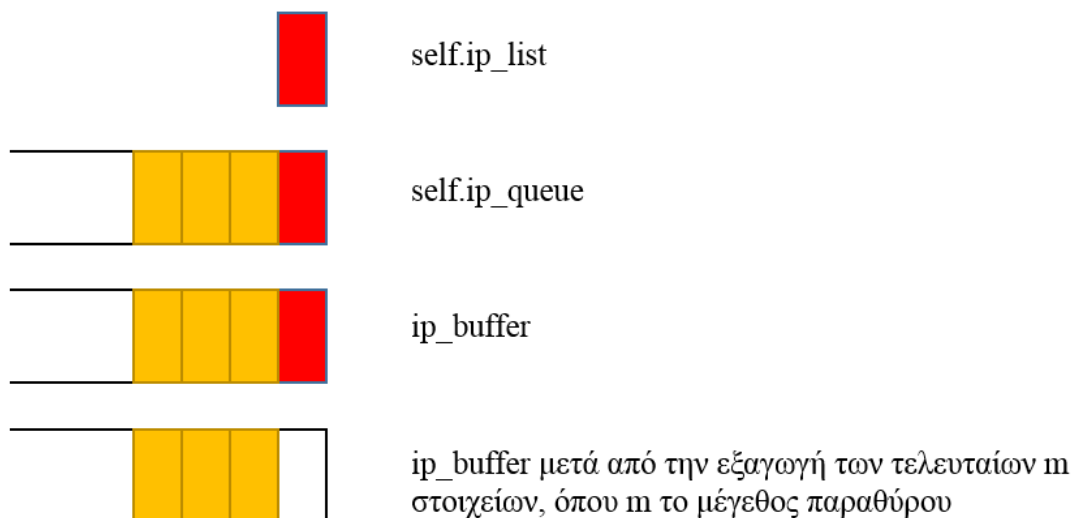 self.ip_list
self.ip_queue
ip_buffer
ip_buffer μετά από την εξαγωγή των τελευταίων m
στοιχείων, όπου m το μέγεθος παραθύρου